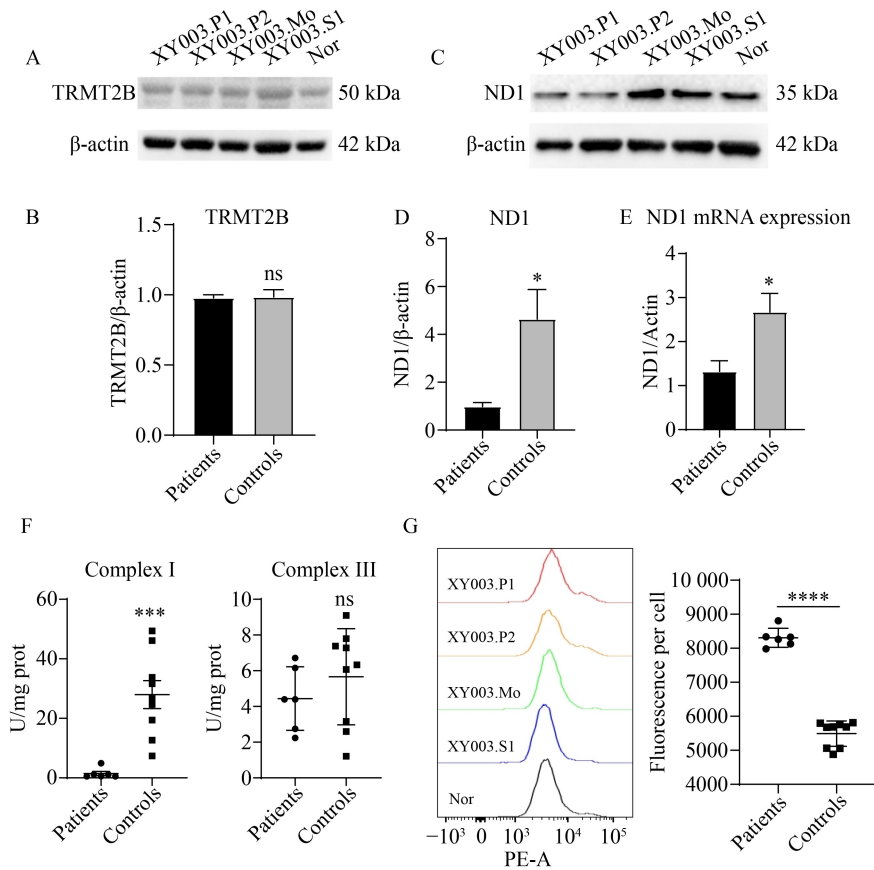 A
XY003.P1
XY003.P2
XY003.Mo
XY003.S1
Nor
TRMT2B
50 kDa
β-actin
42 kDa
C
XY003.P1
XY003.P2
XY003.Mo
XY003.S1
Nor
ND1
35 kDa
β-actin
42 kDa
B
TRMT2B
TRMT2B/β-actin
1.5
1.0
0.5
0.0
ns
Patients
Controls
D
ND1
ND1/β-actin
8
6
4
2
0
*
Patients
Controls
E
ND1 mRNA expression
ND1/Actin
4
3
2
1
0
*
Patients
Controls
F
Complex I
U/mg prot
60
40
20
0
***
Patients
Controls
Complex III
U/mg prot
10
8
6
4
2
0
ns
Patients
Controls
G
XY003.P1
XY003.P2
XY003.Mo
XY003.S1
Nor
−10³ 0 10³ 10⁴ 10⁵
PE-A
Fluorescence per cell
10 000
9000
8000
7000
6000
5000
4000
****
Patients
Controls